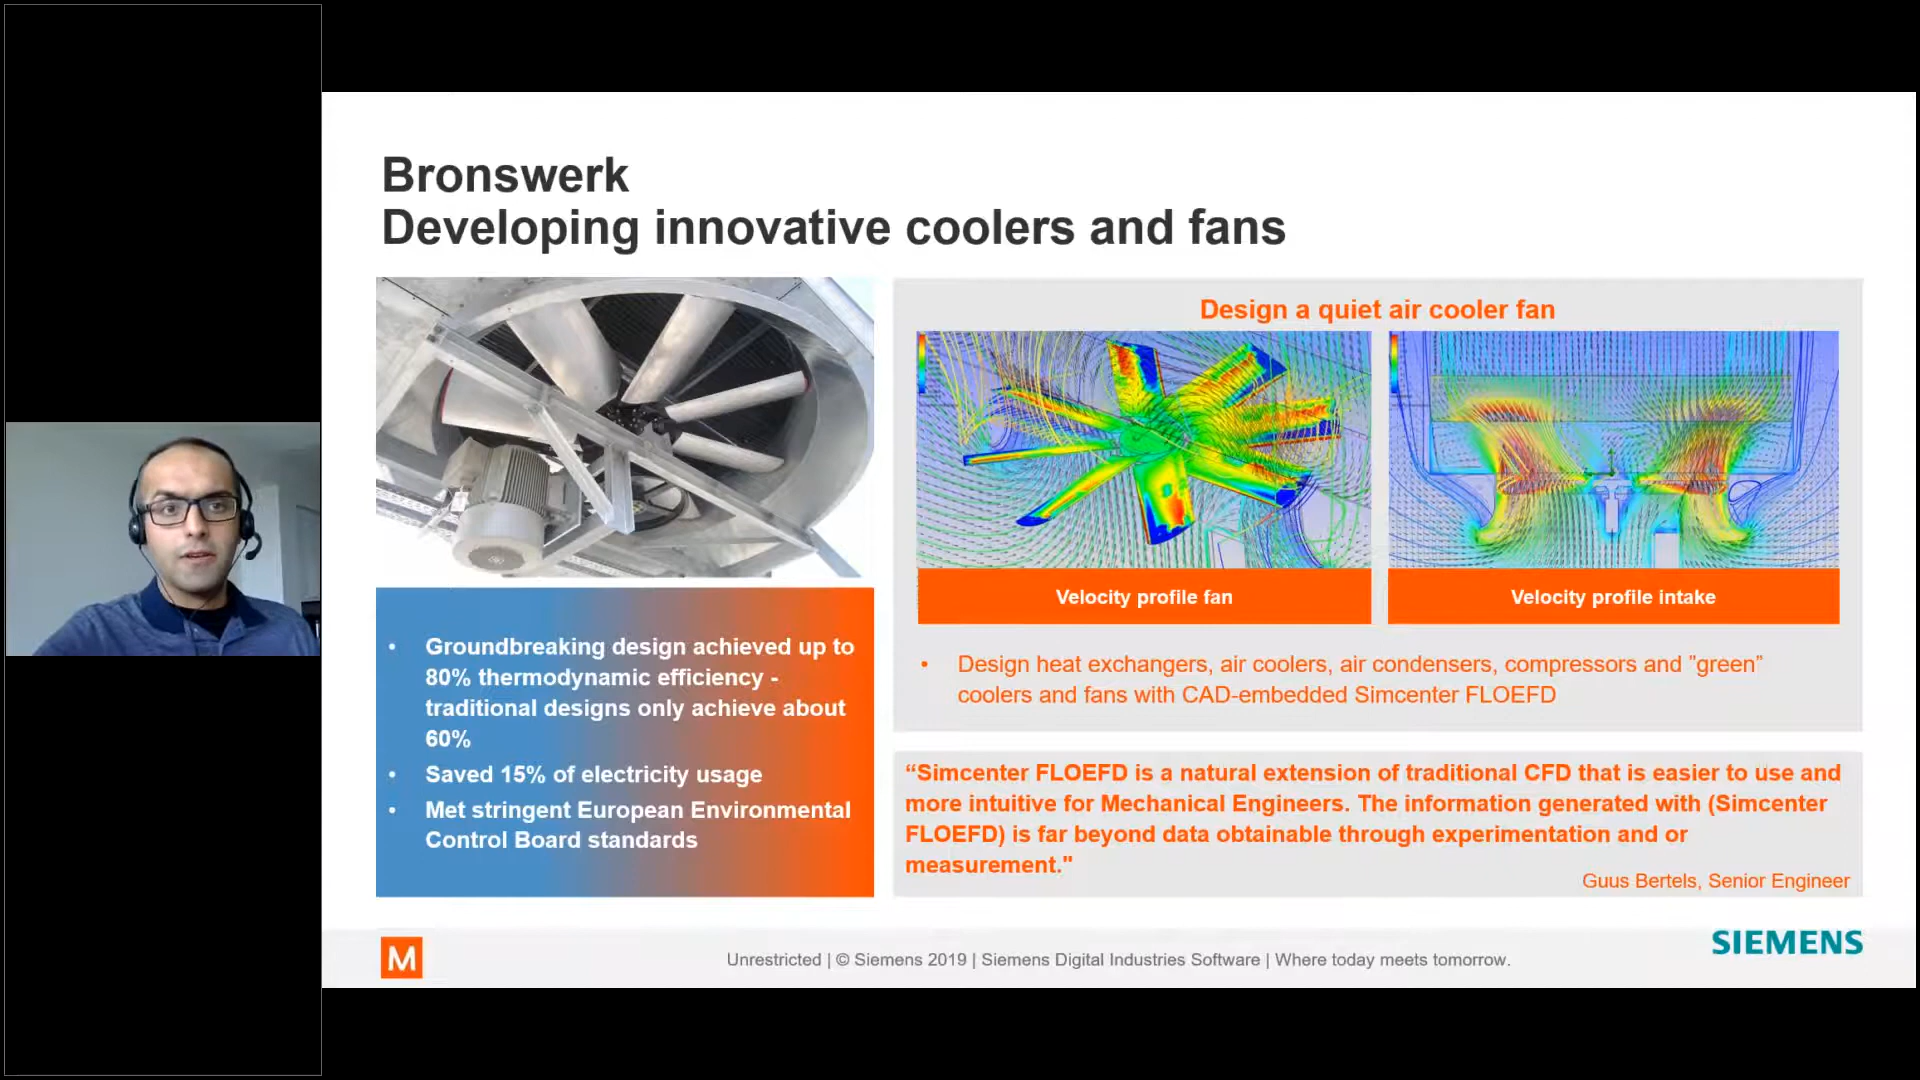 Bronswerk
Developing innovative coolers and fans
Design a quiet air cooler fan
Velocity profile fan
Velocity profile intake
• Groundbreaking design achieved up to
80% thermodynamic efficiency -
traditional designs only achieve about
60%
• Saved 15% of electricity usage
• Met stringent European Environmental
Control Board standards
• Design heat exchangers, air coolers, air condensers, compressors and "green”
coolers and fans with CAD-embedded Simcenter FLOEFD
“Simcenter FLOEFD is a natural extension of traditional CFD that is easier to use and
more intuitive for Mechanical Engineers. The information generated with (Simcenter
FLOEFD) is far beyond data obtainable through experimentation and or
measurement."
Guus Bertels, Senior Engineer
M
Unrestricted | © Siemens 2019 | Siemens Digital Industries Software | Where today meets tomorrow.
SIEMENS